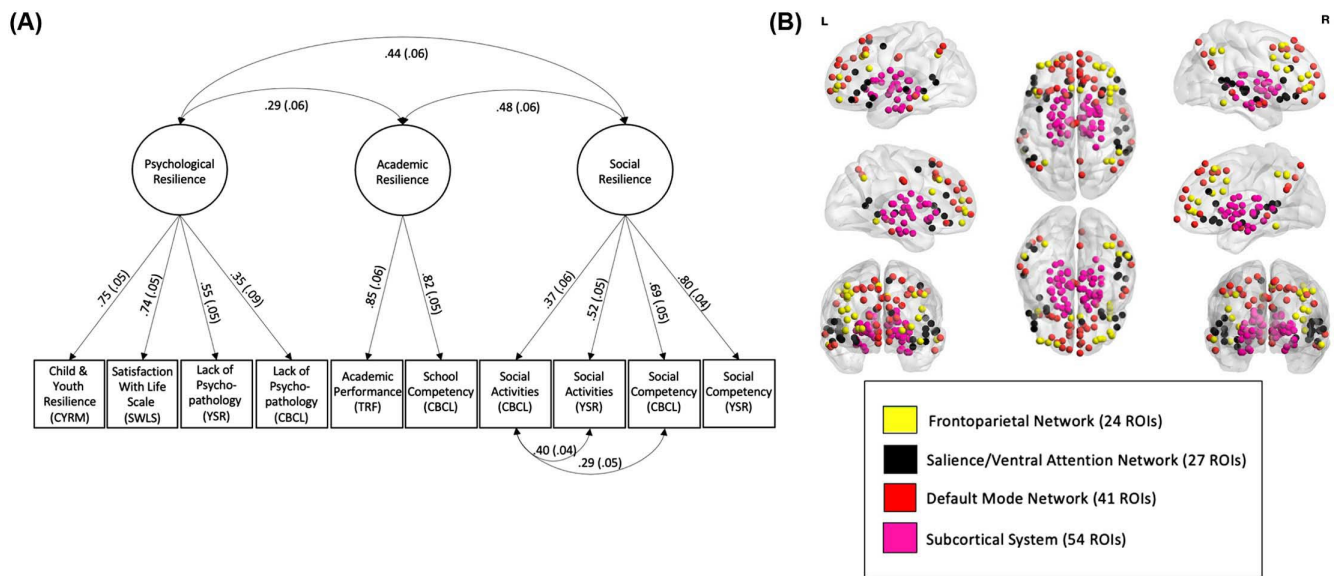 (A)
.44 (.06)
.29 (.06)
.48 (.06)
Psychological
Resilience
Academic
Resilience
Social
Resilience
.75 (.05)
.74 (.05)
.55 (.05)
.35 (.09)
.85 (.06)
.82 (.05)
.37 (.06)
.52 (.05)
.69 (.05)
.80 (.04)
Child &
Youth
Resilience
(CYRM)
Satisfaction
With Life
Scale
(SWLS)
Lack of
Psycho-
pathology
(YSR)
Lack of
Psycho-
pathology
(CBCL)
Academic
Performance
(TRF)
School
Competency
(CBCL)
Social
Activities
(CBCL)
Social
Activities
(YSR)
Social
Competency
(CBCL)
Social
Competency
(YSR)
.40 (.04)
.29 (.05)
(B)
L
R
Frontoparietal Network (24 ROIs)
Salience/Ventral Attention Network (27 ROIs)
Default Mode Network (41 ROIs)
Subcortical System (54 ROIs)